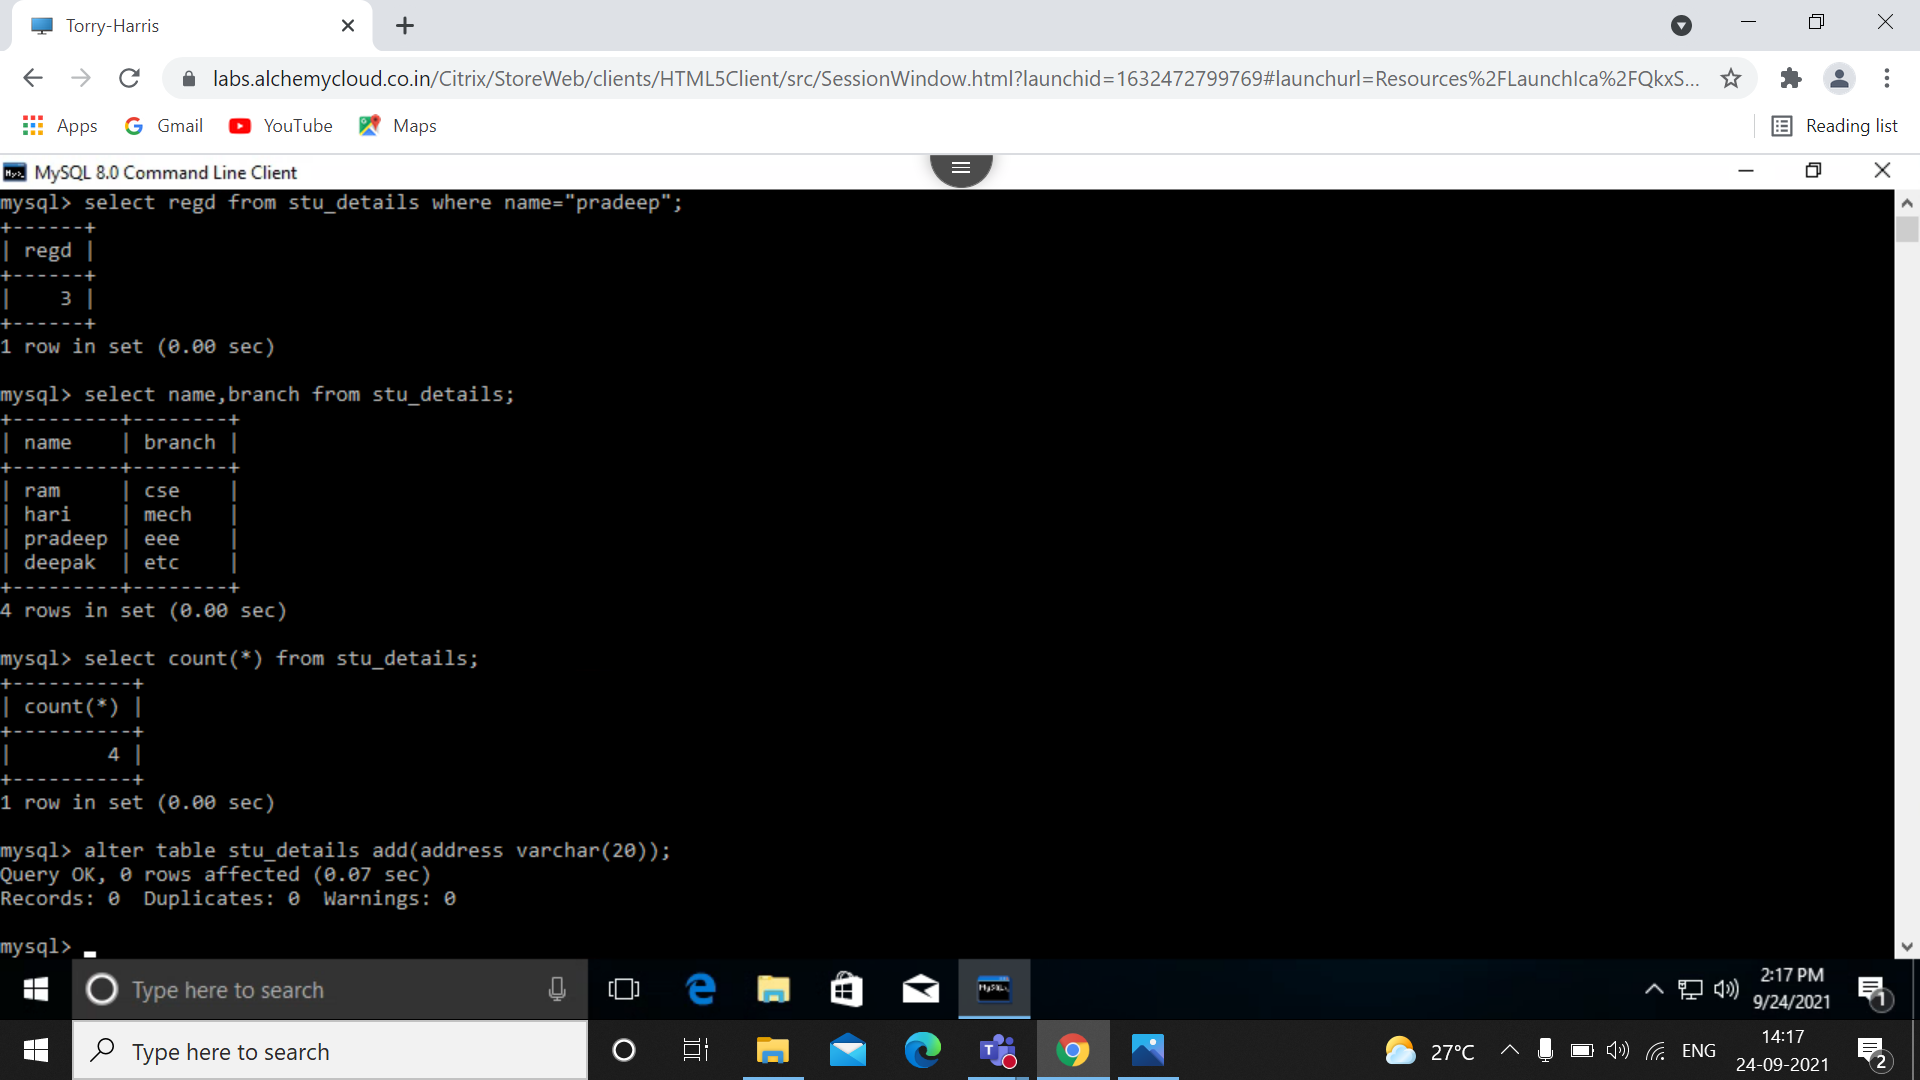 Torry-Harris
labs.alchemycloud.co.in/Citrix/StoreWeb/clients/HTML5Client/src/SessionWindow.html?launchid=1632472799769#launchurl=Resources%2FLaunchIca%2FQkxS...
Apps Gmail YouTube Maps Reading list
MySQL 8.0 Command Line Client
mysql> select regd from stu_details where name="pradeep";
+------+
| regd |
+------+
|    3 |
+------+
1 row in set (0.00 sec)
mysql> select name,branch from stu_details;
+---------+--------+
| name    | branch |
+---------+--------+
| ram     | cse    |
| hari    | mech   |
| pradeep | eee    |
| deepak  | etc    |
+---------+--------+
4 rows in set (0.00 sec)
mysql> select count(*) from stu_details;
+----------+
| count(*) |
+----------+
|        4 |
+----------+
1 row in set (0.00 sec)
mysql> alter table stu_details add(address varchar(20));
Query OK, 0 rows affected (0.07 sec)
Records: 0  Duplicates: 0  Warnings: 0
mysql> _
Type here to search 2:17 PM
9/24/2021 1
Type here to search 27°C ENG 14:17
24-09-2021 2